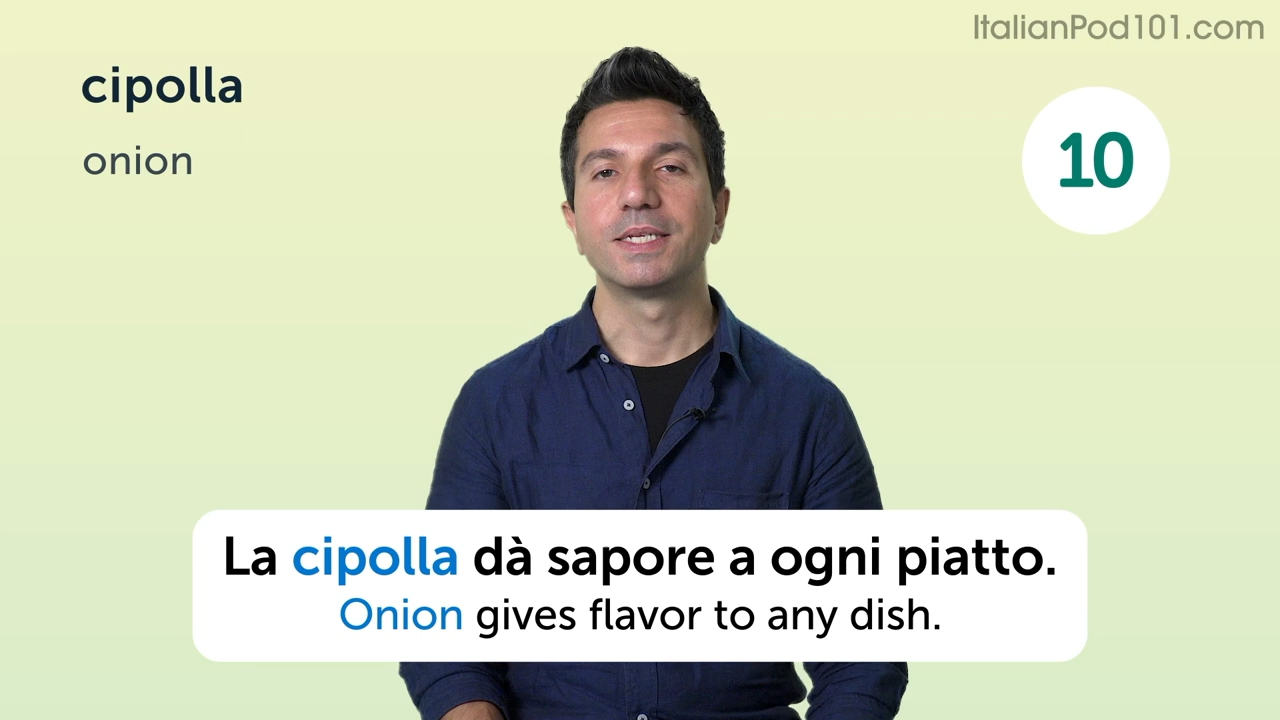 ItalianPod101.com
cipolla
onion
10
La cipolla dà sapore a ogni piatto.
Onion gives flavor to any dish.